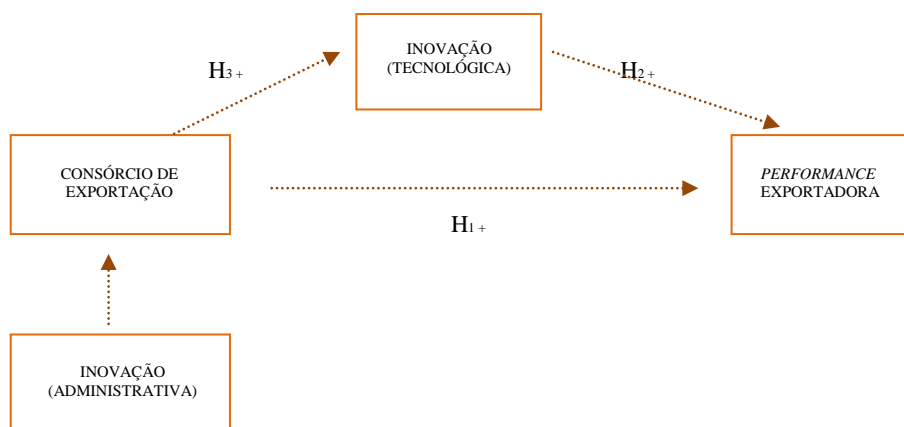 INOVAÇÃO
(TECNOLÓGICA)
H3 +
H2 +
CONSÓRCIO DE
EXPORTAÇÃO
PERFORMANCE
EXPORTADORA
H1 +
INOVAÇÃO
(ADMINISTRATIVA)